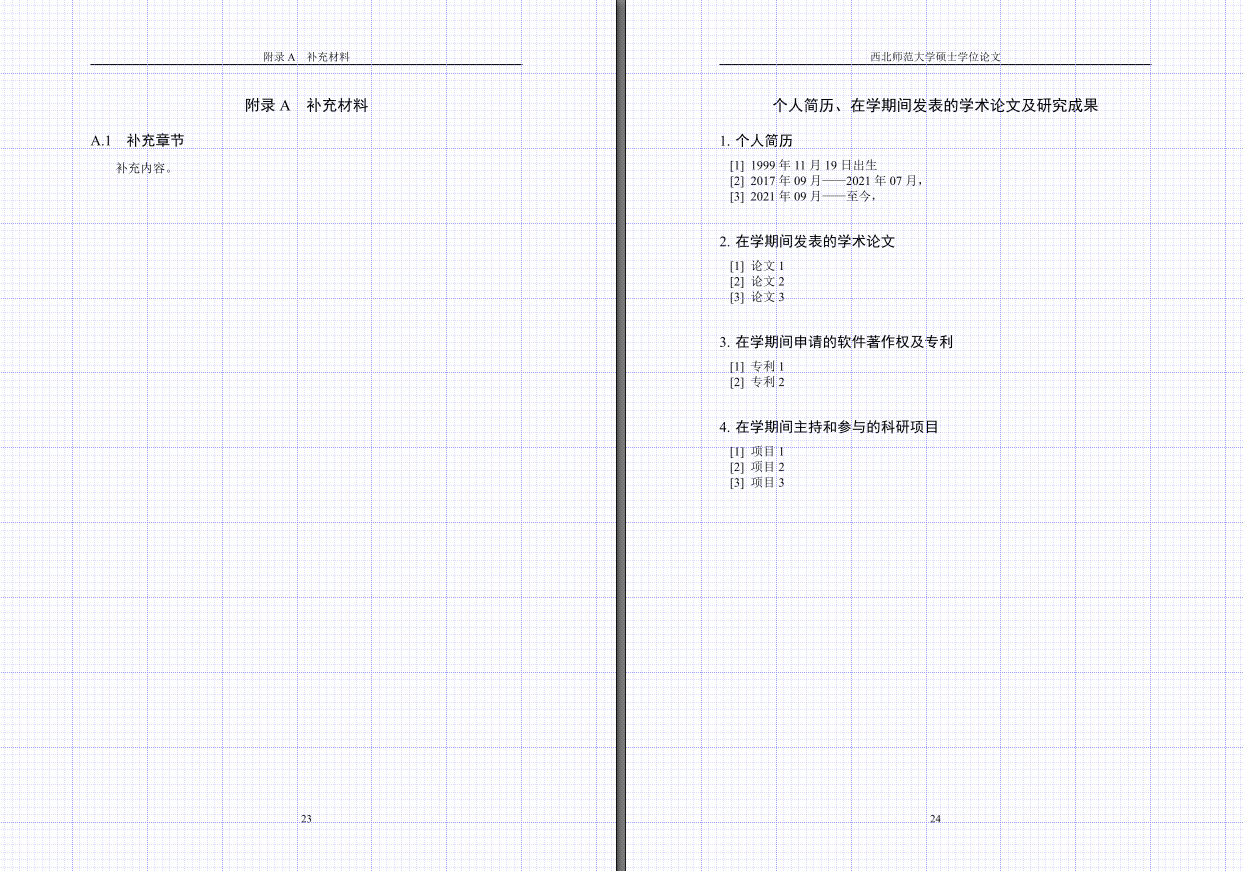 附录 A 补充材料
附录 A 补充材料
A.1 补充章节
补充内容。
23
西北师范大学硕士学位论文
个人简历、在学期间发表的学术论文及研究成果
1. 个人简历
[1] 1999 年 11 月 19 日出生
[2] 2017 年 09 月——2021 年 07 月，
[3] 2021 年 09 月——至今，
2. 在学期间发表的学术论文
[1] 论文 1
[2] 论文 2
[3] 论文 3
3. 在学期间申请的软件著作权及专利
[1] 专利 1
[2] 专利 2
4. 在学期间主持和参与的科研项目
[1] 项目 1
[2] 项目 2
[3] 项目 3
24